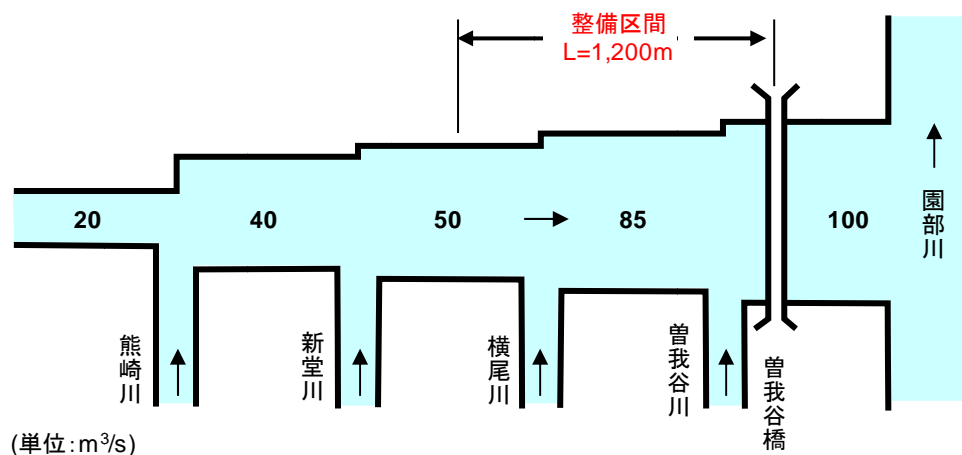 整備区間
L=1,200m
20
40
50
85
100
園部川
熊崎川
新堂川
横尾川
曽我谷川
曽我谷橋
(単位:m³/s)